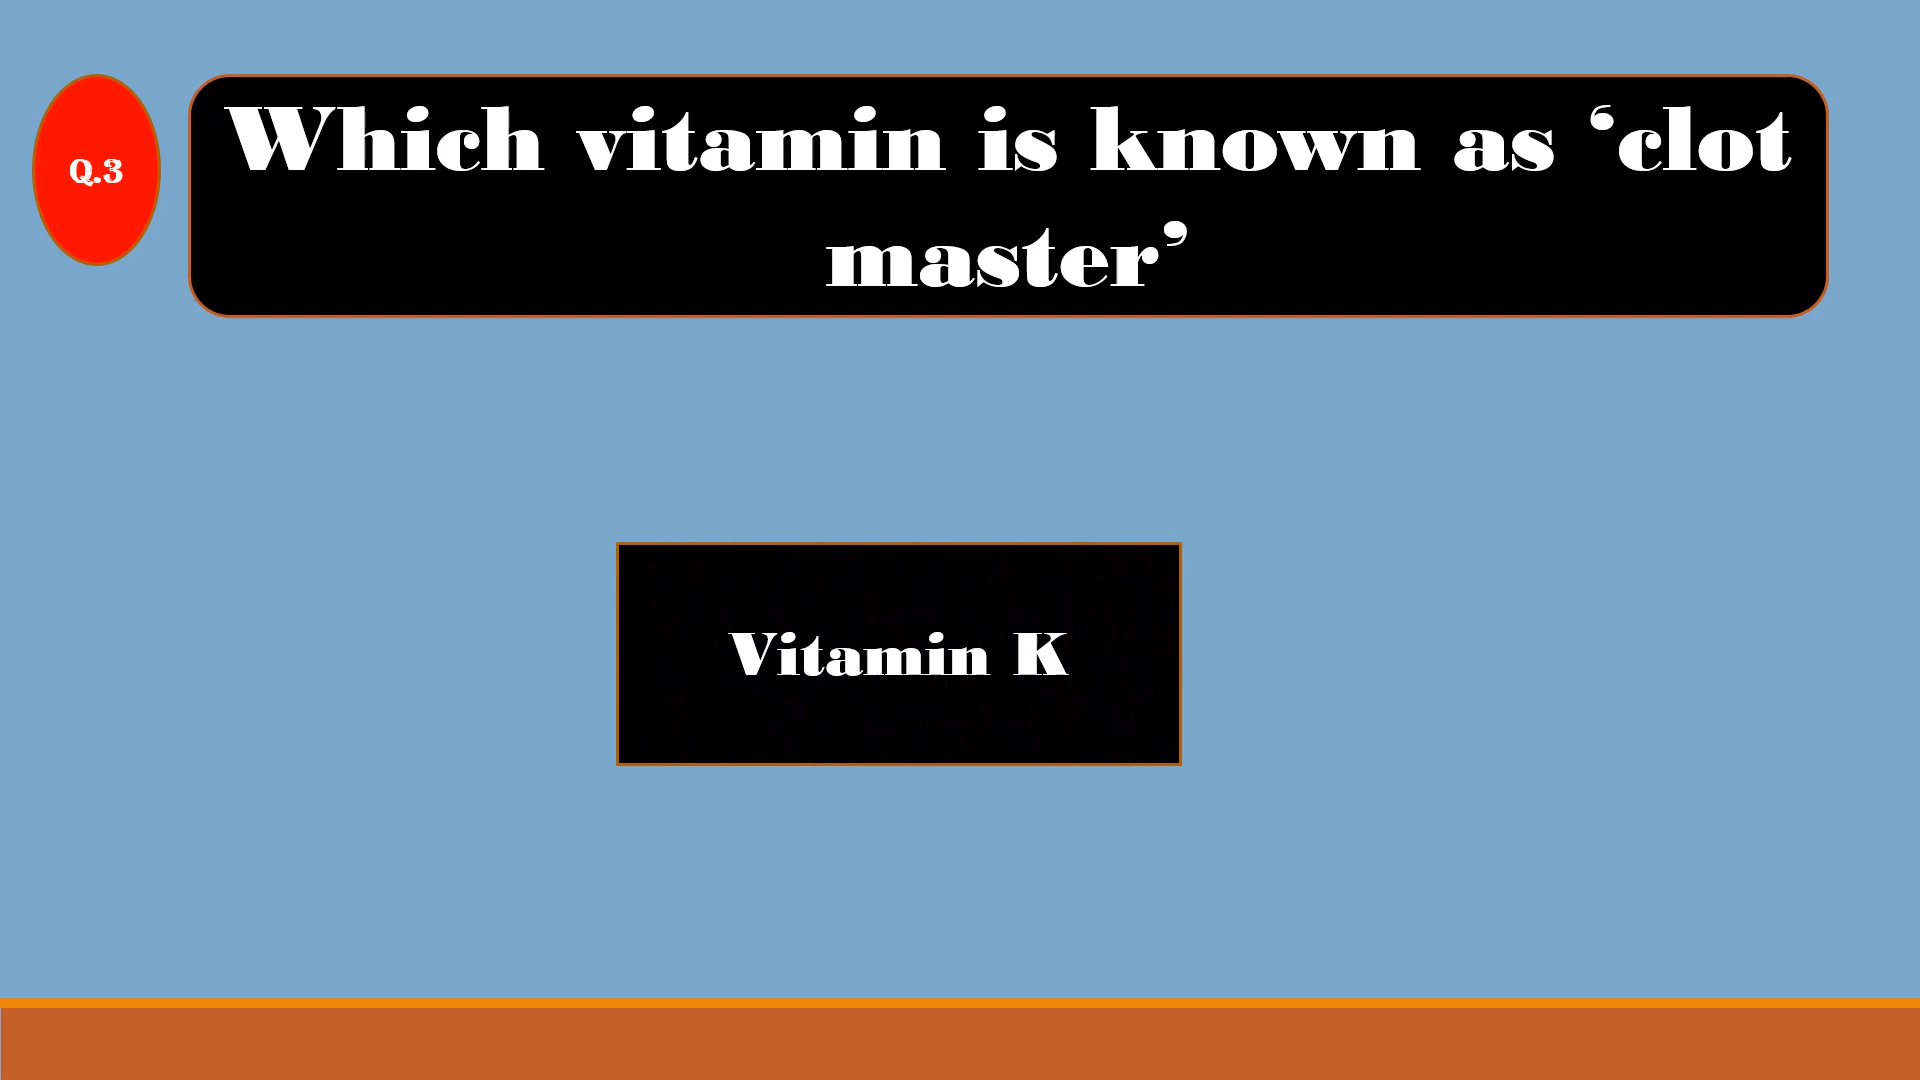 Q.3
Which vitamin is known as ‘clot
master’
Vitamin K